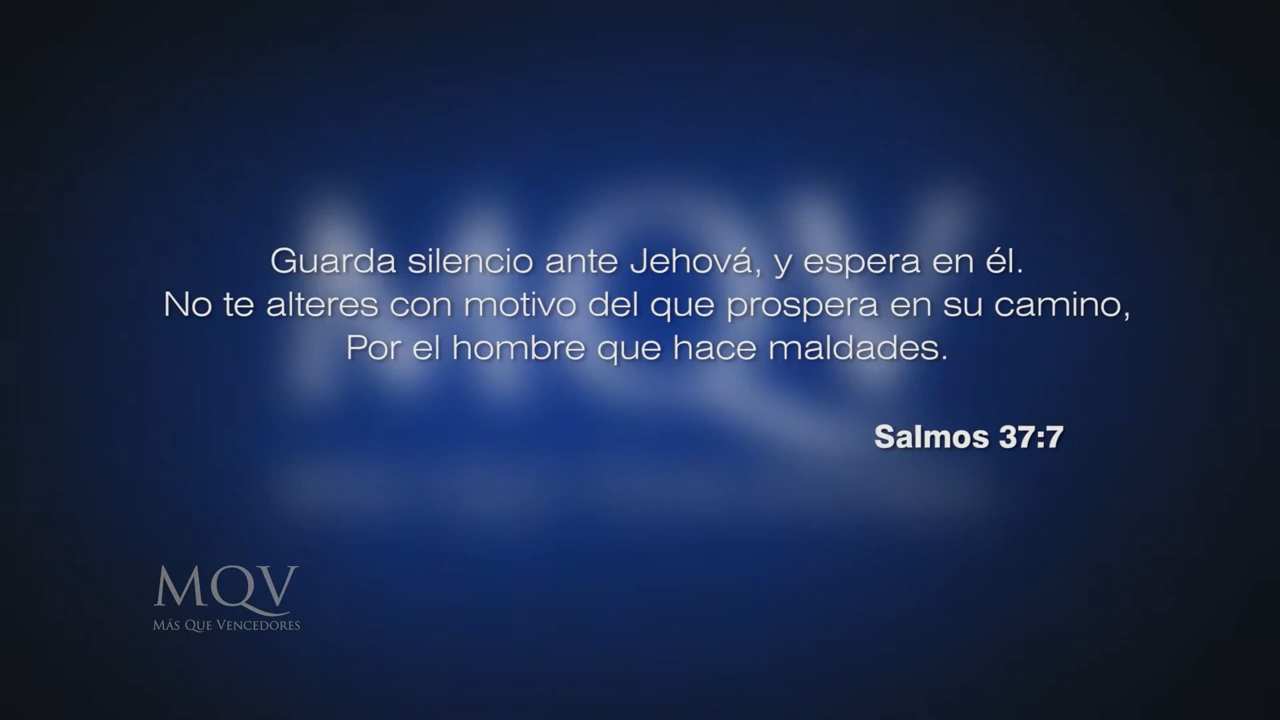 Guarda silencio ante Jehová, y espera en él.
No te alteres con motivo del que prospera en su camino,
Por el hombre que hace maldades.
Salmos 37:7
MQV
MÁS QUE VENCEDORES